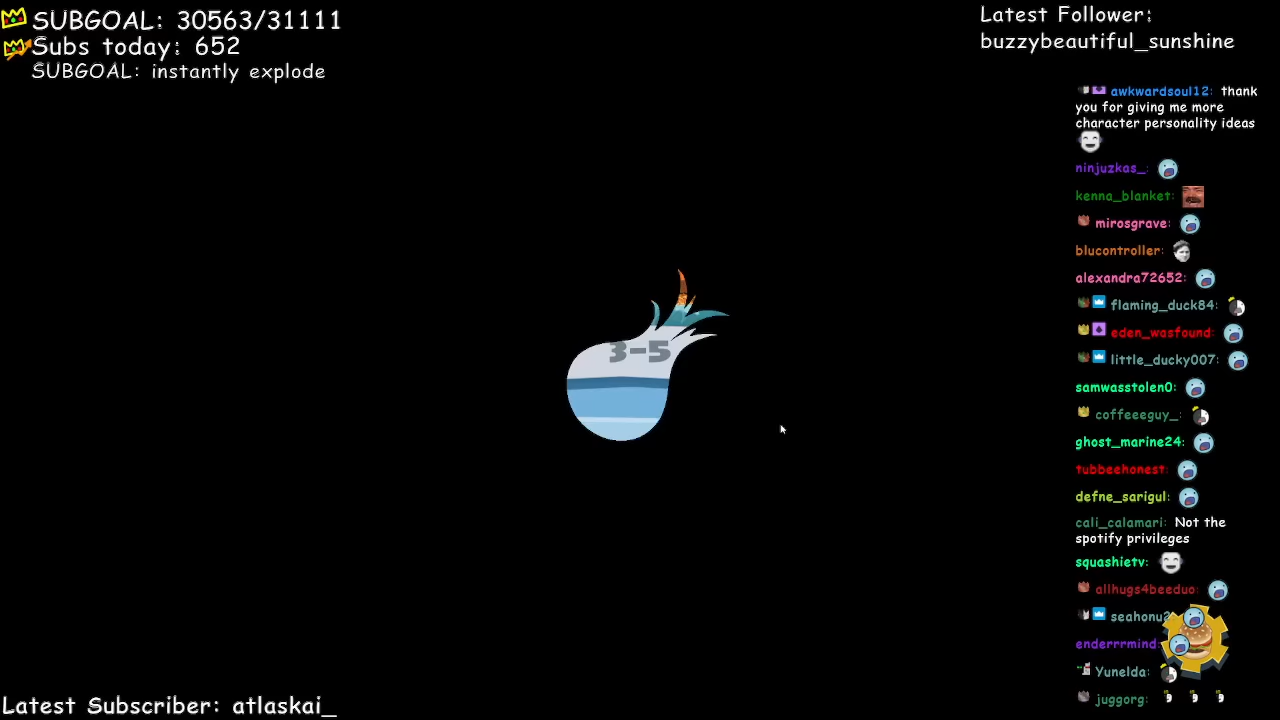 SUBGOAL: 30563/31111
Subs today: 652
SUBGOAL: instantly explode
Latest Follower:
buzzybeautiful_sunshine
awkwardsoul12: thank
you for giving me more
character personality ideas
ninjuzkas_:
kenna_blanket:
mirosgrave:
blucontroller:
alexandra72652:
flaming_duck84:
eden_wasfound:
little_ducky007:
samwasstolen0:
coffeeeguy_:
ghost_marine24:
tubbeehonest:
defne_sarigul:
cali_calamari: Not the
spotify privileges
squashietv:
allhugs4beeduo:
enderrrmind:
Yunelda:
juggorg:
3-5
Latest Subscriber: atlaskai_